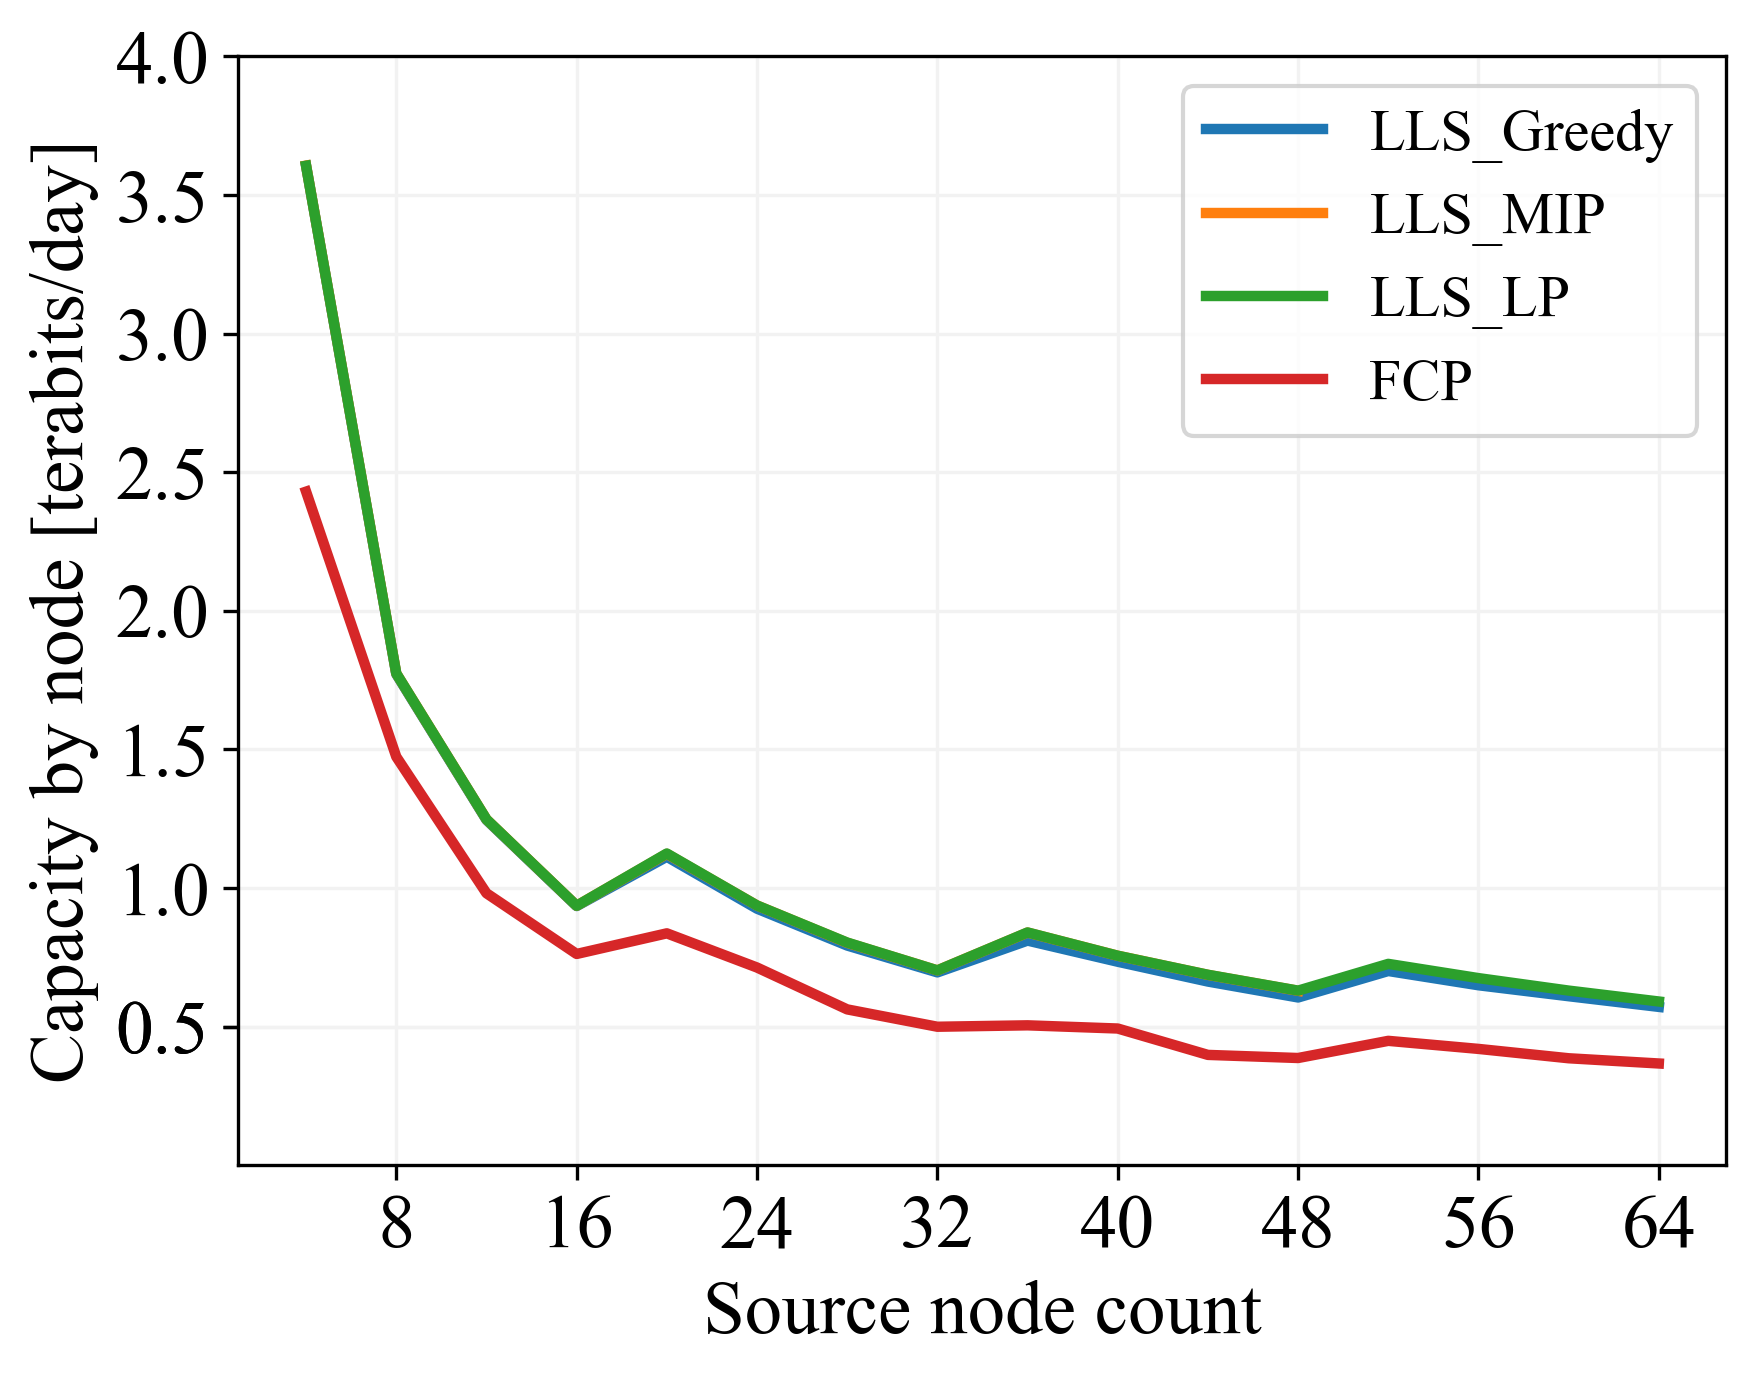 Capacity by node [terabits/day]
4.0
3.5
3.0
2.5
2.0
1.5
1.0
0.5
LLS_Greedy
LLS_MIP
LLS_LP
FCP
8 16 24 32 40 48 56 64
Source node count